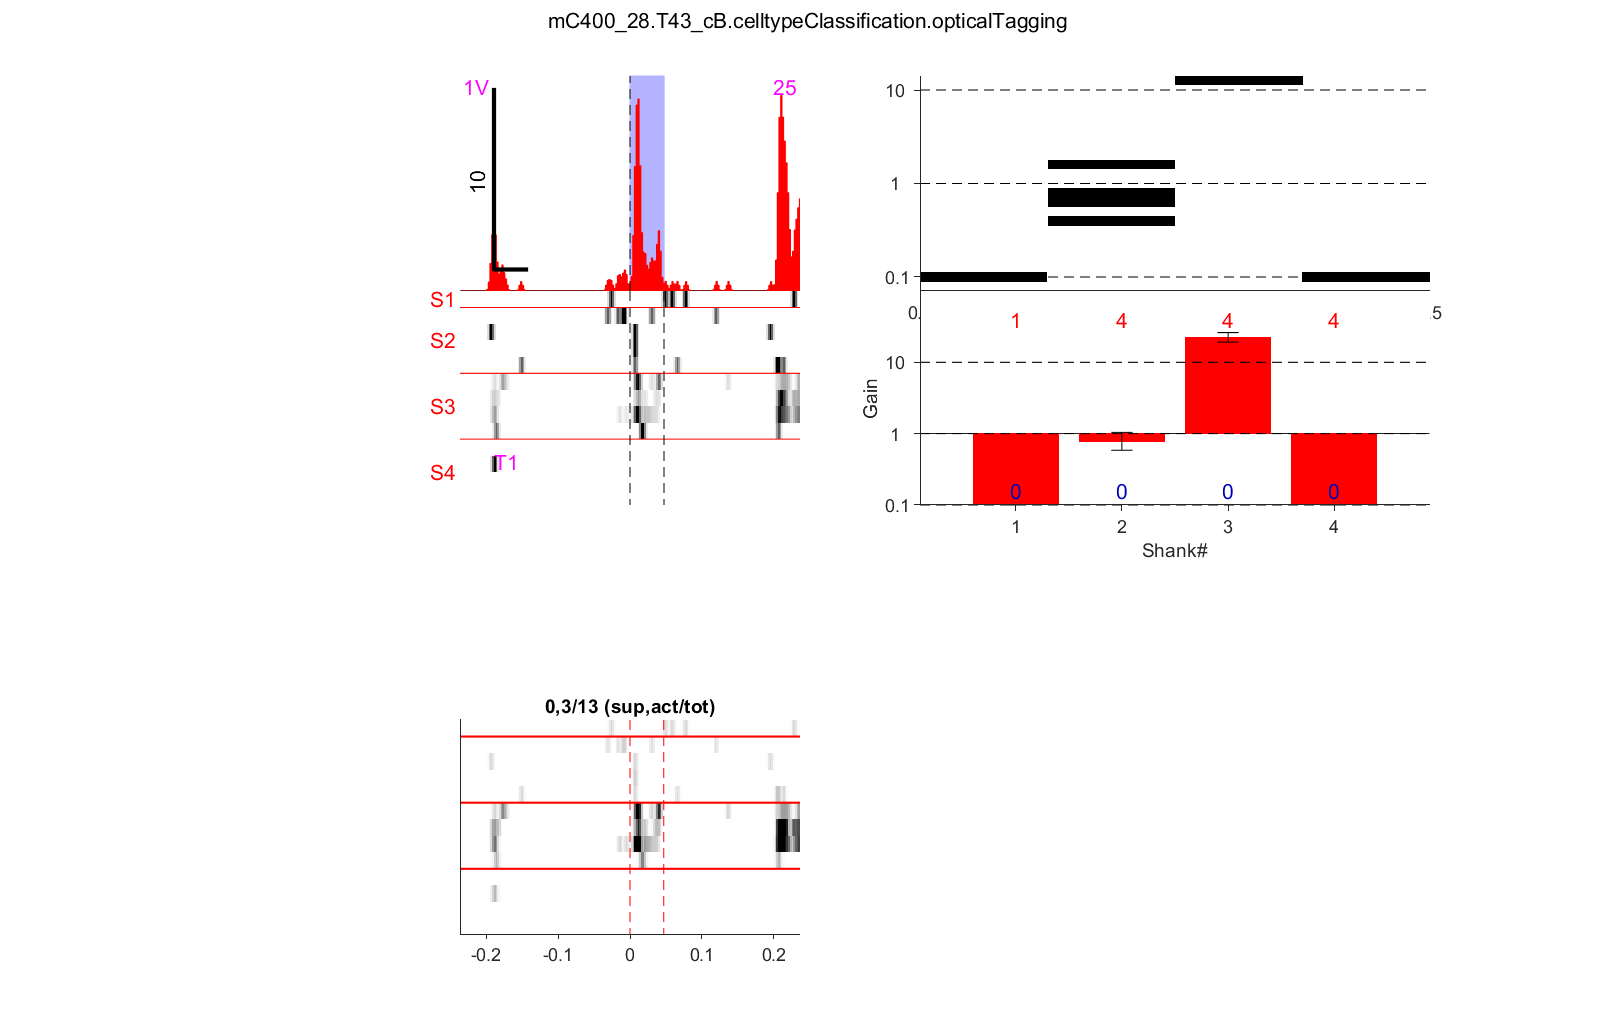 mC400_28.T43_cB.celltypeClassification.opticalTagging
1V
25
10
S1
S2
S3
S4
T1
10
1
0.1
0.
.5
1 4 4 4
10
1
0.1
Gain
0 0 0 0
1 2 3 4
Shank#
0,3/13 (sup,act/tot)
-0.2 -0.1 0 0.1 0.2